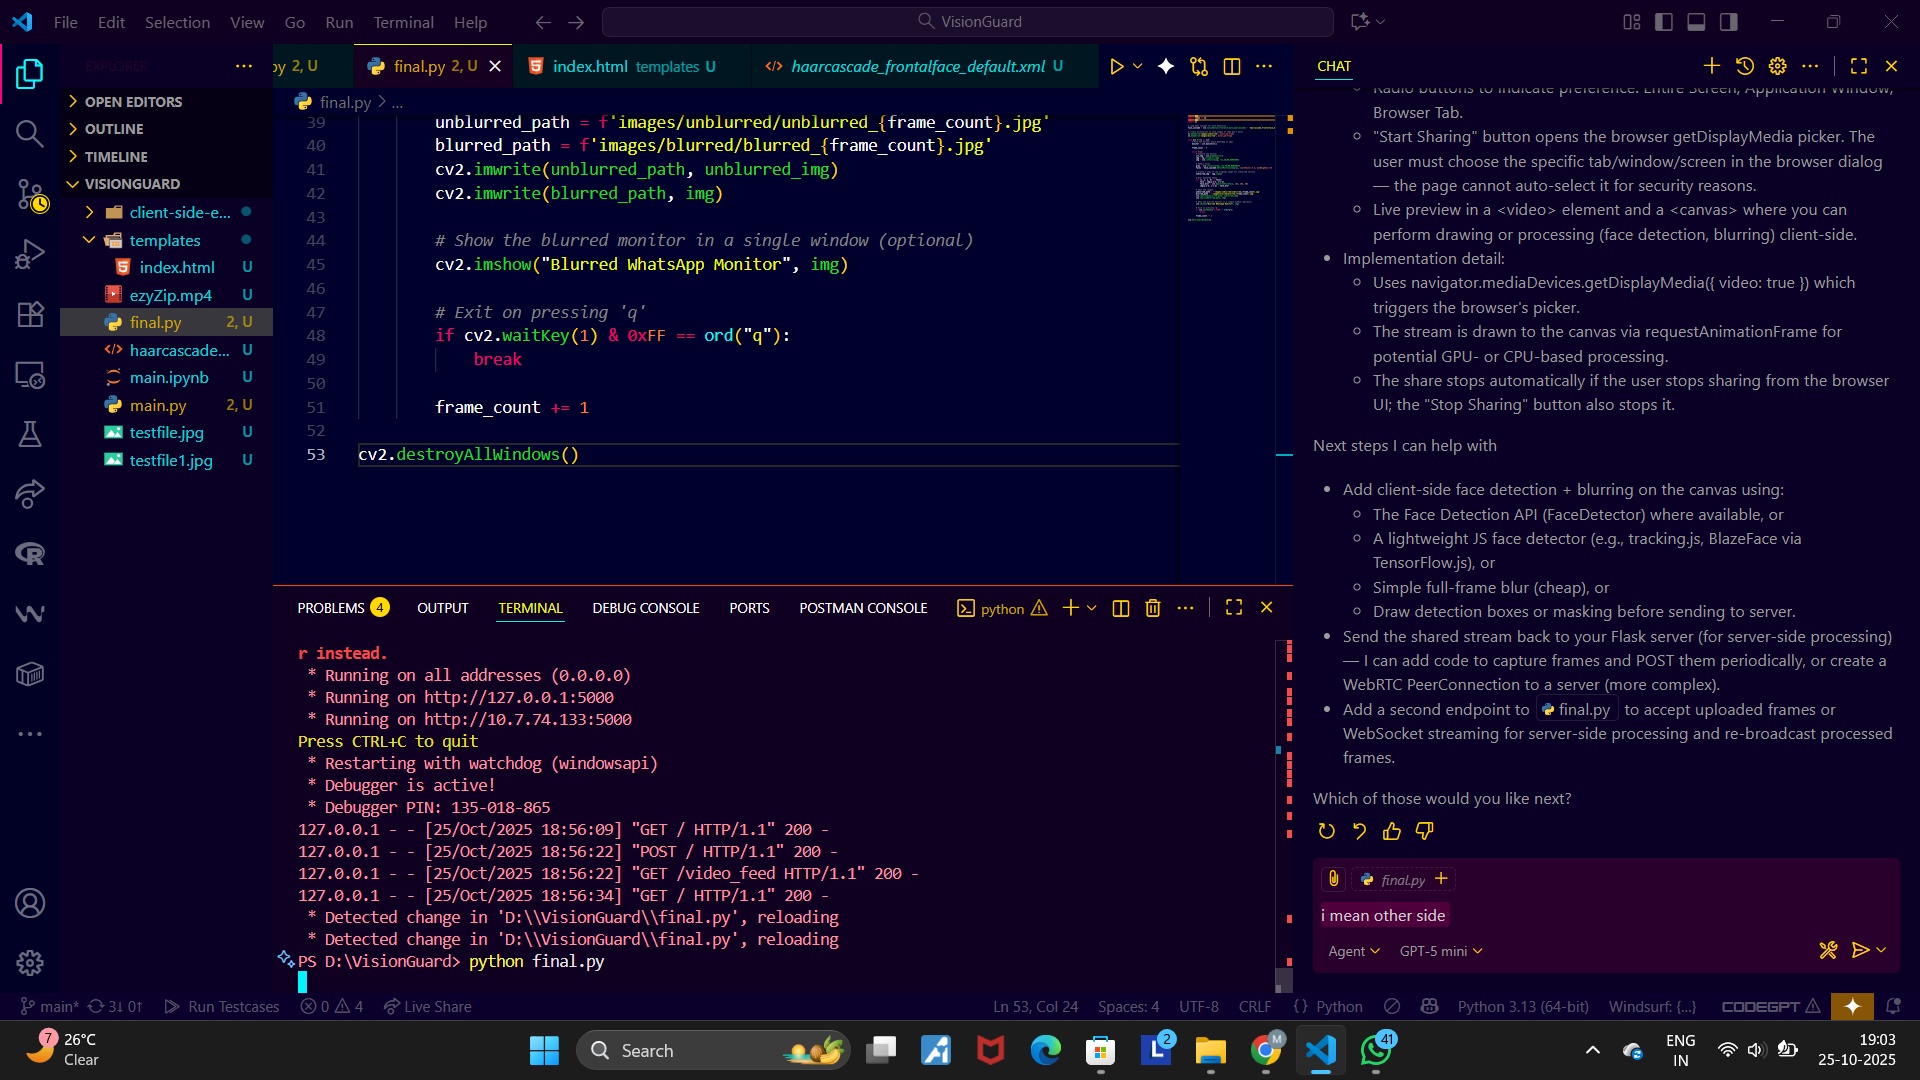 File Edit Selection View Go Run Terminal Help
VisionGuard
EXPLORER
OPEN EDITORS
OUTLINE
TIMELINE
VISIONGUARD
client-side-e...
templates
index.html U
ezyZip.mp4 U
final.py 2, U
haarcascade... U
main.ipynb U
main.py 2, U
testfile.jpg U
testfile1.jpg U
py 2, U
final.py 2, U
index.html templates U
haarcascade_frontalface_default.xml U
final.py > ...
39 unblurred_path = f'images/unblurred/unblurred_{frame_count}.jpg'
40 blurred_path = f'images/blurred/blurred_{frame_count}.jpg'
41 cv2.imwrite(unblurred_path, unblurred_img)
42 cv2.imwrite(blurred_path, img)
43
44 # Show the blurred monitor in a single window (optional)
45 cv2.imshow("Blurred WhatsApp Monitor", img)
46
47 # Exit on pressing 'q'
48 if cv2.waitKey(1) & 0xFF == ord("q"):
49 break
50
51 frame_count += 1
52
53 cv2.destroyAllWindows()
PROBLEMS 4 OUTPUT TERMINAL DEBUG CONSOLE PORTS POSTMAN CONSOLE python
r instead.
* Running on all addresses (0.0.0.0)
* Running on http://127.0.0.1:5000
* Running on http://10.7.74.133:5000
Press CTRL+C to quit
* Restarting with watchdog (windowsapi)
* Debugger is active!
* Debugger PIN: 135-018-865
127.0.0.1 - - [25/Oct/2025 18:56:09] "GET / HTTP/1.1" 200 -
127.0.0.1 - - [25/Oct/2025 18:56:22] "POST / HTTP/1.1" 200 -
127.0.0.1 - - [25/Oct/2025 18:56:22] "GET /video_feed HTTP/1.1" 200 -
127.0.0.1 - - [25/Oct/2025 18:56:34] "GET / HTTP/1.1" 200 -
* Detected change in 'D:\\VisionGuard\\final.py', reloading
* Detected change in 'D:\\VisionGuard\\final.py', reloading
PS D:\VisionGuard> python final.py
CHAT
Radio buttons to indicate preference: Entire Screen, Application Window,
Browser Tab.
"Start Sharing" button opens the browser getDisplayMedia picker. The
user must choose the specific tab/window/screen in the browser dialog
— the page cannot auto-select it for security reasons.
Live preview in a <video> element and a <canvas> where you can
perform drawing or processing (face detection, blurring) client-side.
Implementation detail:
Uses navigator.mediaDevices.getDisplayMedia({ video: true }) which
triggers the browser's picker.
The stream is drawn to the canvas via requestAnimationFrame for
potential GPU- or CPU-based processing.
The share stops automatically if the user stops sharing from the browser
UI; the "Stop Sharing" button also stops it.
Next steps I can help with
Add client-side face detection + blurring on the canvas using:
The Face Detection API (FaceDetector) where available, or
A lightweight JS face detector (e.g., tracking.js, BlazeFace via
TensorFlow.js), or
Simple full-frame blur (cheap), or
Draw detection boxes or masking before sending to server.
Send the shared stream back to your Flask server (for server-side processing)
— I can add code to capture frames and POST them periodically, or create a
WebRTC PeerConnection to a server (more complex).
Add a second endpoint to final.py to accept uploaded frames or
WebSocket streaming for server-side processing and re-broadcast processed
frames.
Which of those would you like next?
final.py
i mean other side
Agent GPT-5 mini
main* 3↓ 0↑ Run Testcases 0 4 Live Share
Ln 53, Col 24 Spaces: 4 UTF-8 CRLF {} Python Python 3.13 (64-bit) Windsurf: {...} CODEGPT
7
26°C
Clear
Search
2
M
41
ENG
IN
19:03
25-10-2025